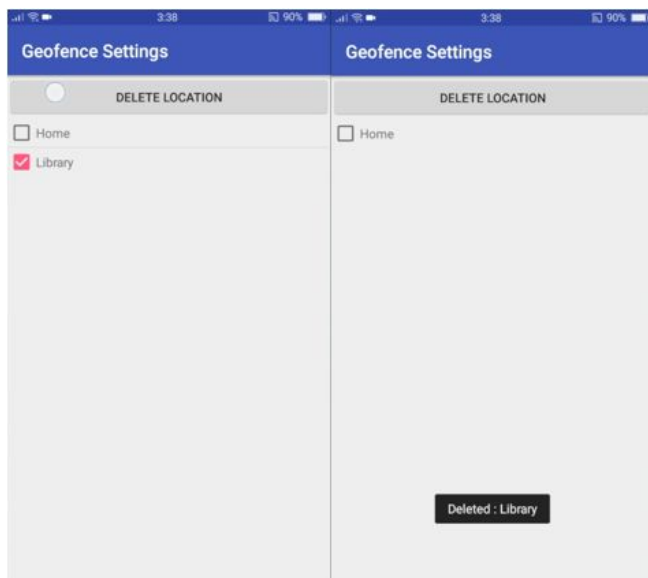 3:38
90%
Geofence Settings
DELETE LOCATION
Home
Library
3:38
90%
Geofence Settings
DELETE LOCATION
Home
Deleted : Library